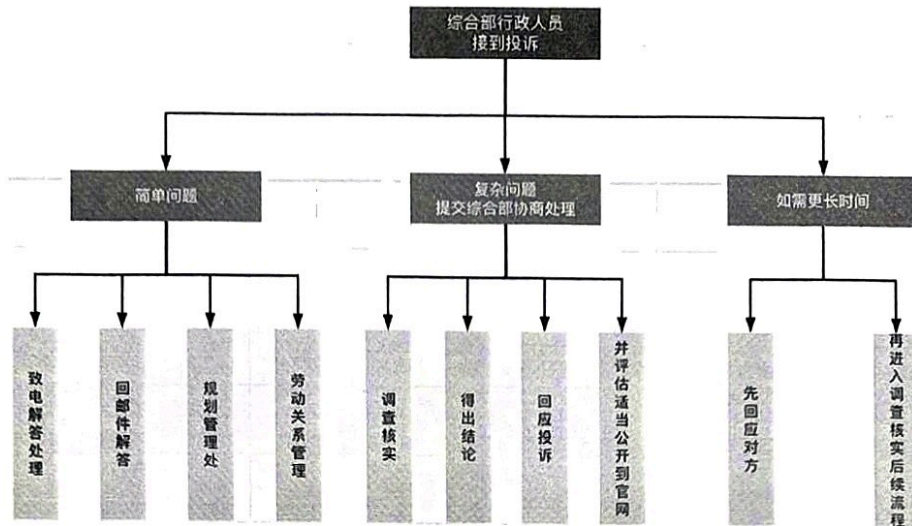 综合部行政人员
接到投诉
简单问题
复杂问题
提交综合部协商处理
如需更长时间
致电解答处理
回邮件解答
规划管理处
劳动关系管理
调查核实
得出结论
回应投诉
并评估适当公开到官网
先回应对方
再进入调查核实后续流程